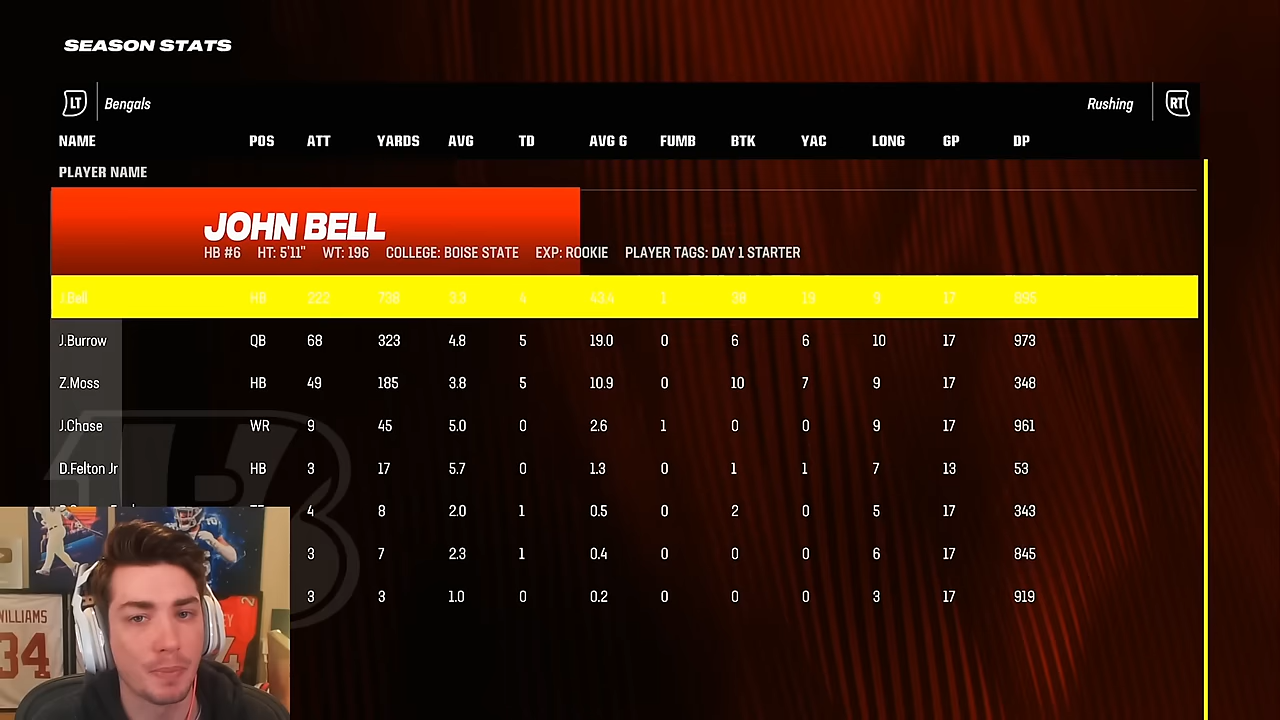 SEASON STATS
LT Bengals Rushing RT
NAME POS ATT YARDS AVG TD AVG G FUMB BTK YAC LONG GP DP
PLAYER NAME
JOHN BELL
HB #6 HT: 5'11" WT: 196 COLLEGE: BOISE STATE EXP: ROOKIE PLAYER TAGS: DAY 1 STARTER
J.Bell HB 222 738 3.3 4 43.4 1 38 19 9 17 895
J.Burrow QB 68 323 4.8 5 19.0 0 6 6 10 17 973
Z.Moss HB 49 185 3.8 5 10.9 0 10 7 9 17 348
J.Chase WR 9 45 5.0 0 2.6 1 0 0 9 17 961
D.Felton Jr HB 3 17 5.7 0 1.3 0 1 1 7 13 53
4 8 2.0 1 0.5 0 2 0 5 17 343
3 7 2.3 1 0.4 0 0 0 6 17 845
3 3 1.0 0 0.2 0 0 0 3 17 919
WILLIAMS
34